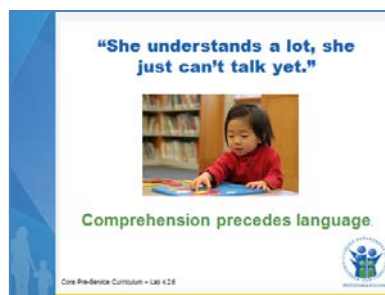 “She understands a lot, she
just can’t talk yet.”
Comprehension precedes language.
Core Pre-Service Curriculum – Lab 4.2.6